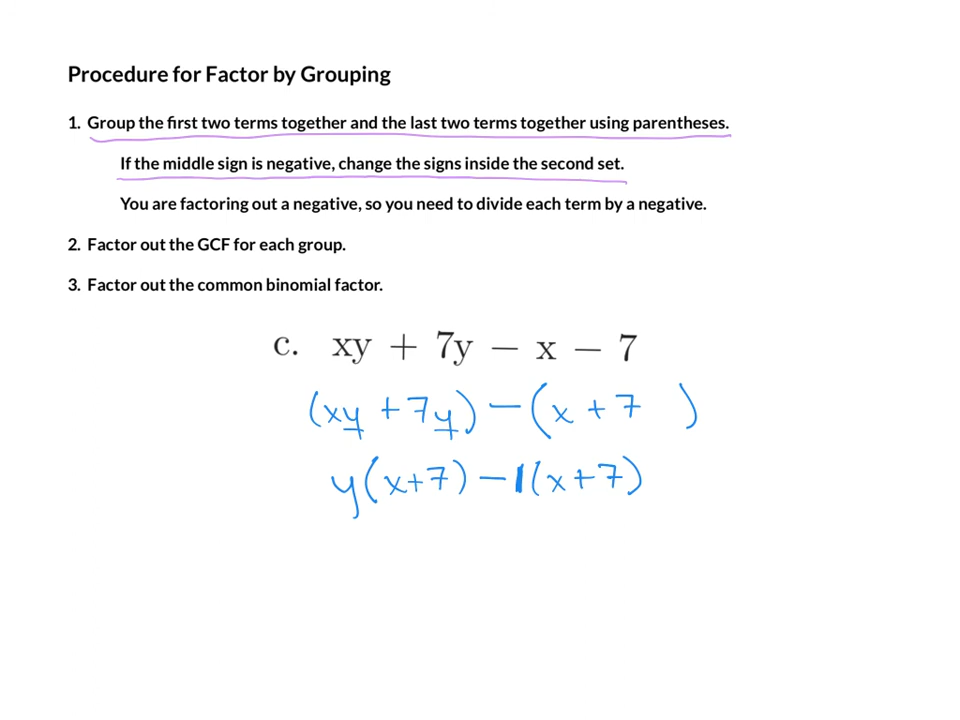 Procedure for Factor by Grouping
1. Group the first two terms together and the last two terms together using parentheses.
If the middle sign is negative, change the signs inside the second set.
You are factoring out a negative, so you need to divide each term by a negative.
2. Factor out the GCF for each group.
3. Factor out the common binomial factor.
c. xy + 7y − x − 7
(xy + 7y) − (x + 7 )
y(x+7) − 1(x+7)